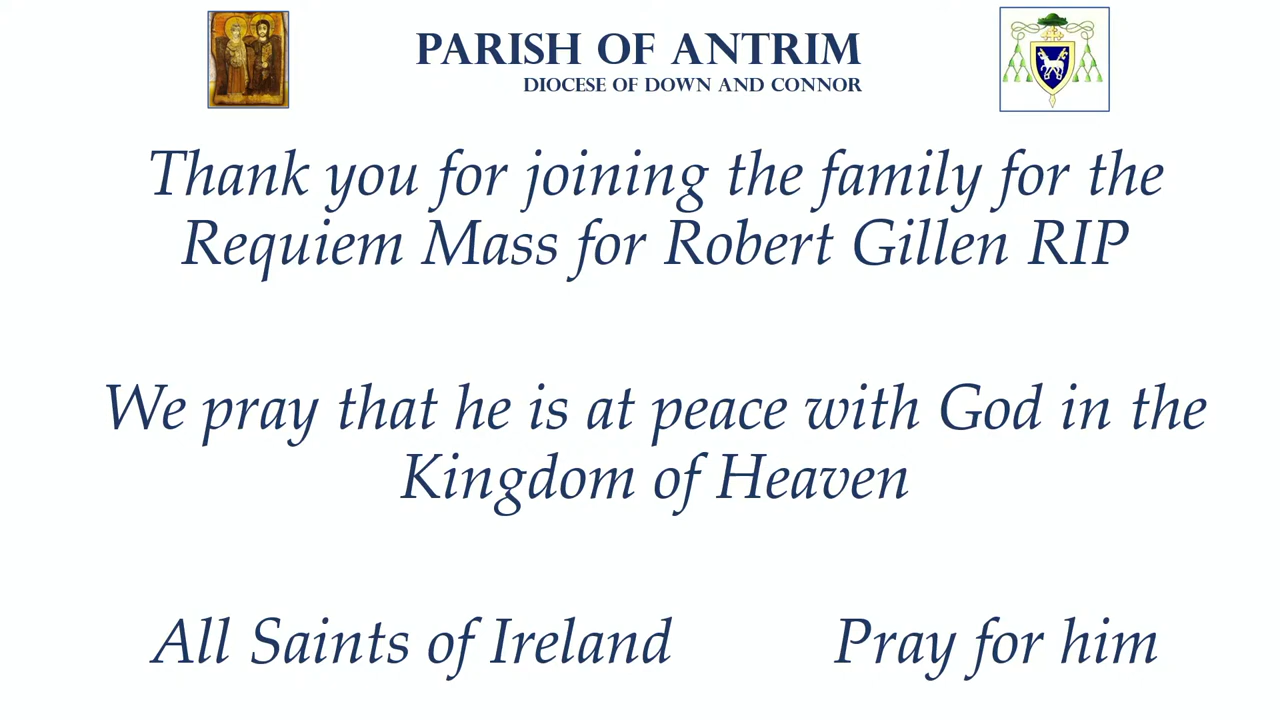 PARISH OF ANTRIM
DIOCESE OF DOWN AND CONNOR
Thank you for joining the family for the
Requiem Mass for Robert Gillen RIP
We pray that he is at peace with God in the
Kingdom of Heaven
All Saints of Ireland Pray for him